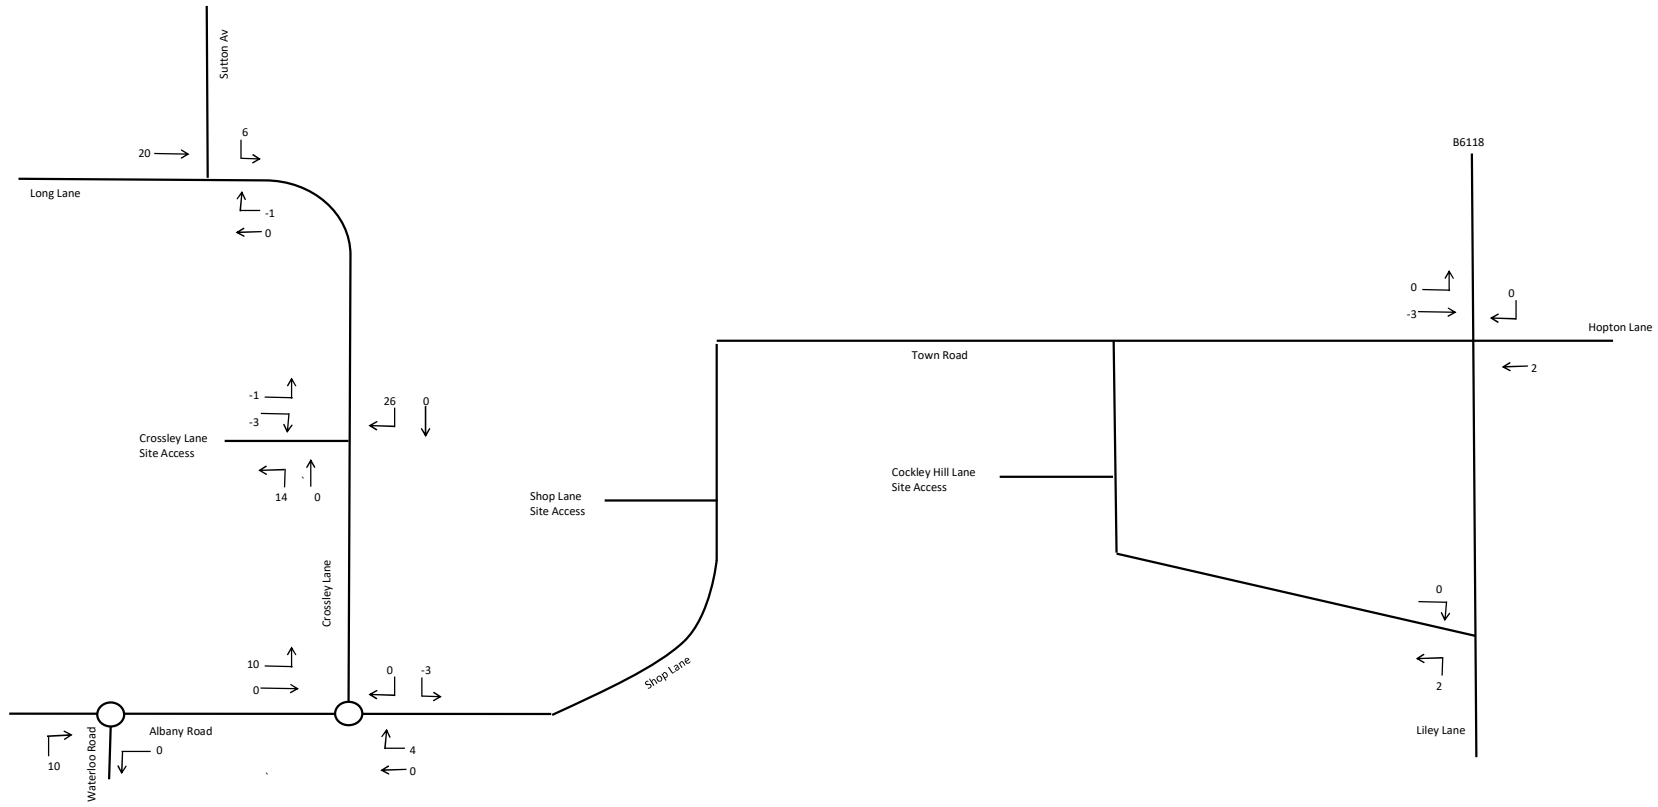 Sutton Av
6
20
Long Lane
-1
0
B6118
0
-3
0
Hopton Lane
Town Road
2
-1
-3
26 0
Crossley Lane
Site Access
14 0
Shop Lane
Site Access
Cockley Hill Lane
Site Access
Crossley Lane
0
10
0
0 -3
Shop Lane
2
Liley Lane
Albany Road
Waterloo Road
10
0
4
0